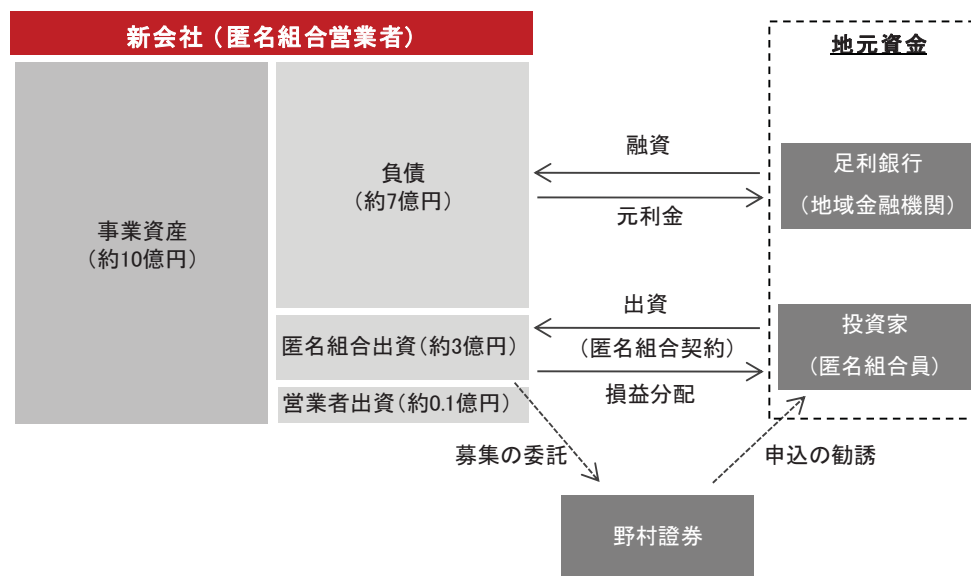 新会社（匿名組合営業者）
地元資金
事業資産
（約10億円）
負債
（約7億円）
匿名組合出資（約3億円）
営業者出資（約0.1億円）
融資
元利金
足利銀行
（地域金融機関）
出資
（匿名組合契約）
損益分配
投資家
（匿名組合員）
募集の委託
申込の勧誘
野村證券